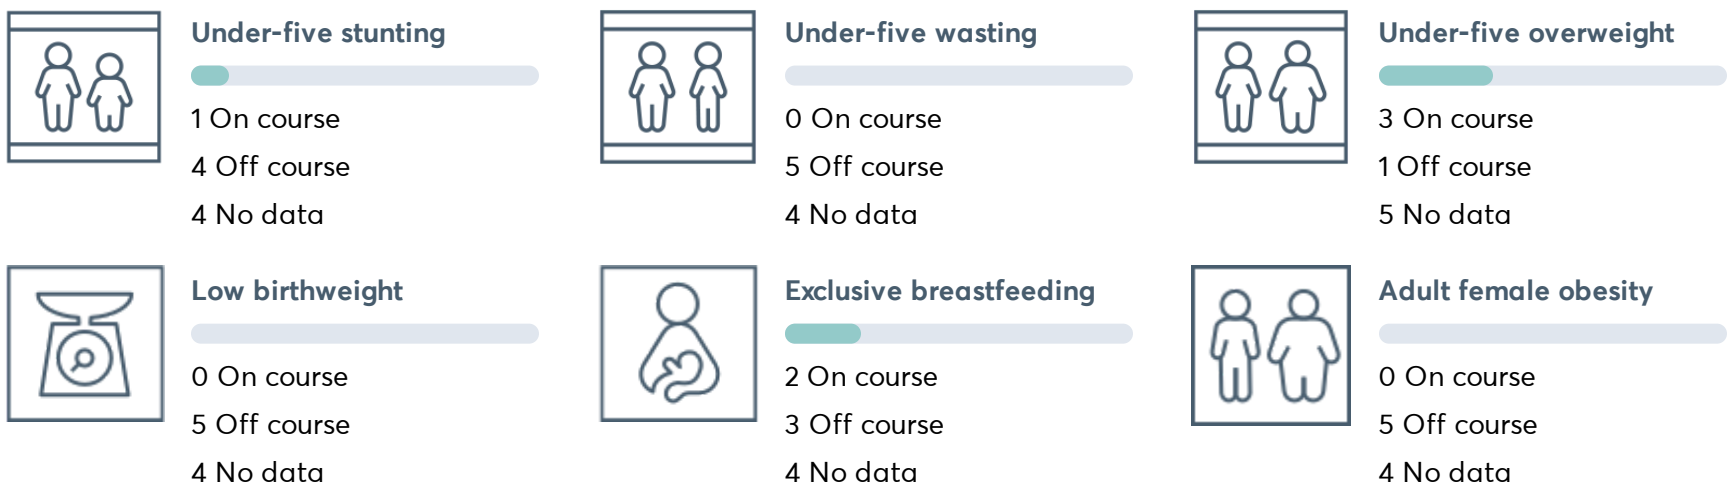 Under-five stunting
1 On course
4 Off course
4 No data
Under-five wasting
0 On course
5 Off course
4 No data
Under-five overweight
3 On course
1 Off course
5 No data
Low birthweight
0 On course
5 Off course
4 No data
Exclusive breastfeeding
2 On course
3 Off course
4 No data
Adult female obesity
0 On course
5 Off course
4 No data